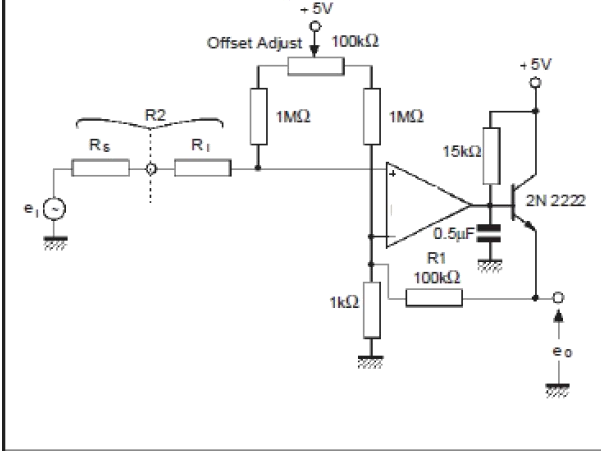 + 5V
Offset Adjust 100kΩ
+ 5V
R2
1MΩ 1MΩ
Rs RI
15kΩ
+
2N 2222
eI
-
0.5µF
R1
100kΩ
1kΩ
eo